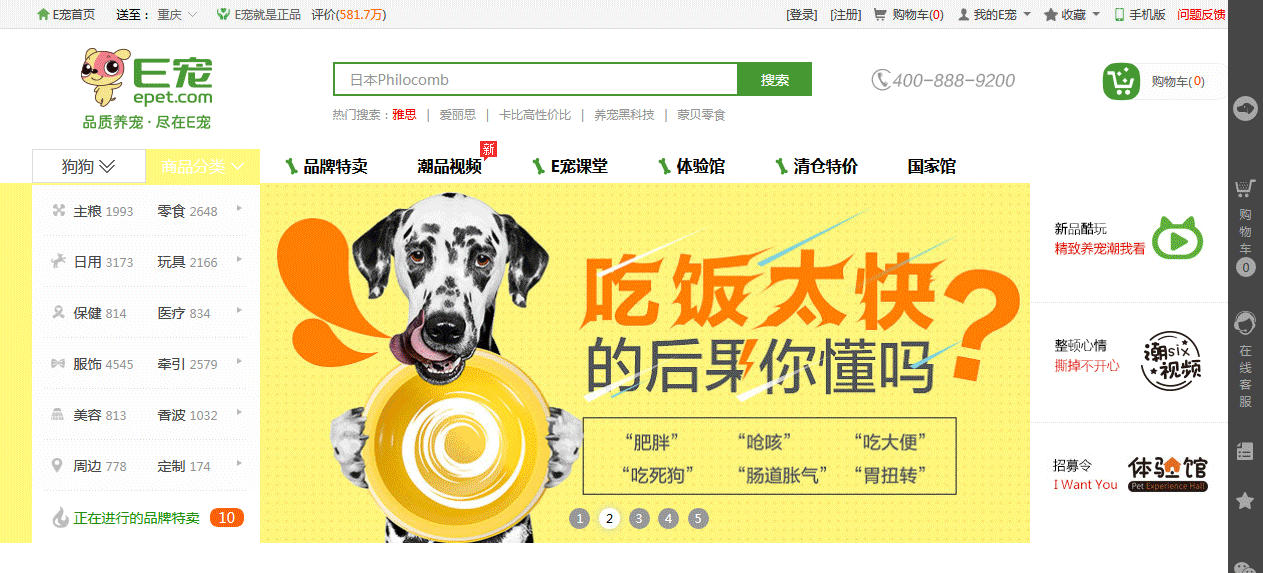 E宠首页 送至： 重庆 E宠就是正品 评价(581.7万) [登录] [注册] 购物车(0) 我的E宠 收藏 手机版 问题反馈
E宠
epet.com
品质养宠 · 尽在E宠
日本Philocomb 搜索
400-888-9200
购物车(0)
热门搜索：雅思 | 爱丽思 | 卡比高性价比 | 养宠黑科技 | 蒙贝零食
新
狗狗 商品分类 品牌特卖 潮品视频 E宠课堂 体验馆 清仓特价 国家馆
主粮 1993 零食 2648
日用 3173 玩具 2166
保健 814 医疗 834
服饰 4545 牵引 2579
美容 813 香波 1032
周边 778 定制 174
正在进行的品牌特卖 10
吃饭太快?
的后果你懂吗
“肥胖” “呛咳” “吃大便”
“吃死狗” “肠道胀气” “胃扭转”
1 2 3 4 5
新品酷玩
精致养宠潮我看
整顿心情
撕掉不开心
潮six
视频
招募令
I Want You
体验馆
Pet Experience Hall
购
物
车
0
在
线
客
服